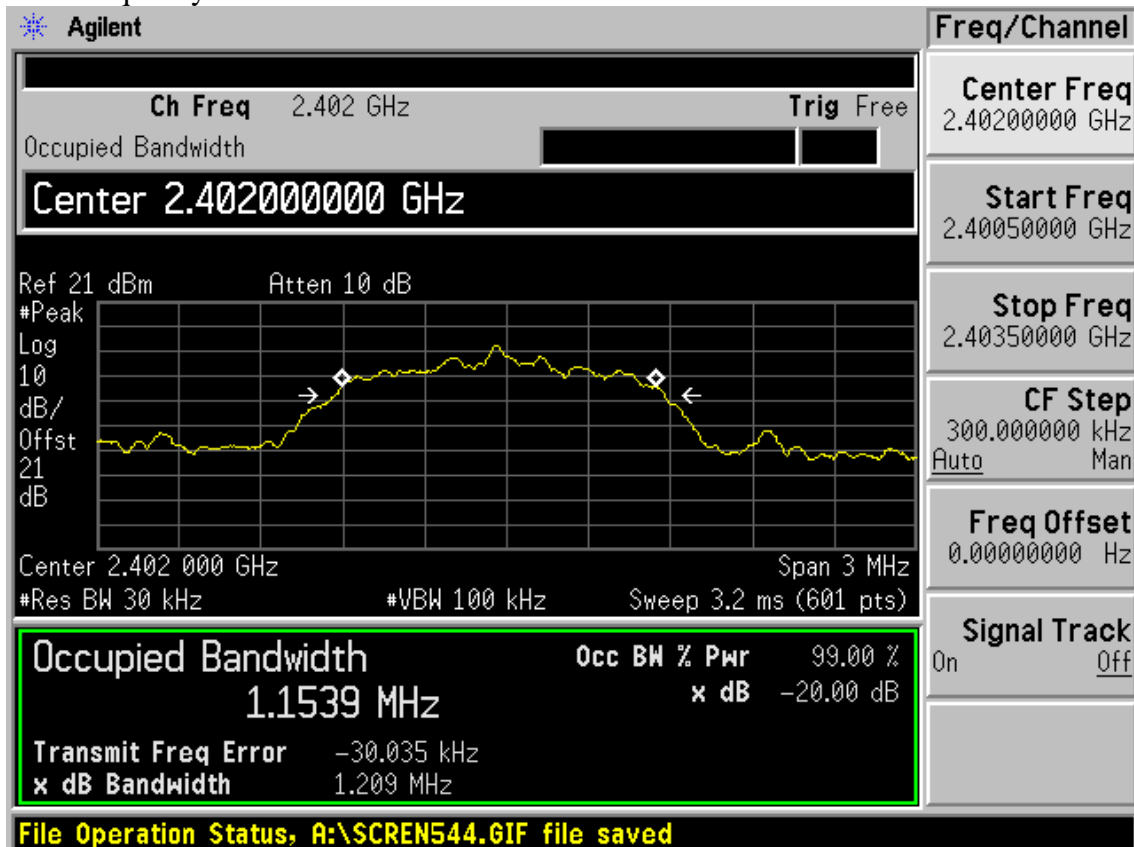 Agilent
Freq/Channel
Ch Freq 2.402 GHz Trig Free
Occupied Bandwidth
Center 2.402000000 GHz
Ref 21 dBm Atten 10 dB
#Peak
Log
10
dB/
Offst
21
dB
Center 2.402 000 GHz Span 3 MHz
#Res BW 30 kHz #VBW 100 kHz Sweep 3.2 ms (601 pts)
Occupied Bandwidth Occ BW % Pwr 99.00 %
1.1539 MHz x dB -20.00 dB
Transmit Freq Error -30.035 kHz
x dB Bandwidth 1.209 MHz
File Operation Status, A:\SCREN544.GIF file saved
Center Freq
2.40200000 GHz
Start Freq
2.40050000 GHz
Stop Freq
2.40350000 GHz
CF Step
300.000000 kHz
Auto Man
Freq Offset
0.00000000 Hz
Signal Track
On Off